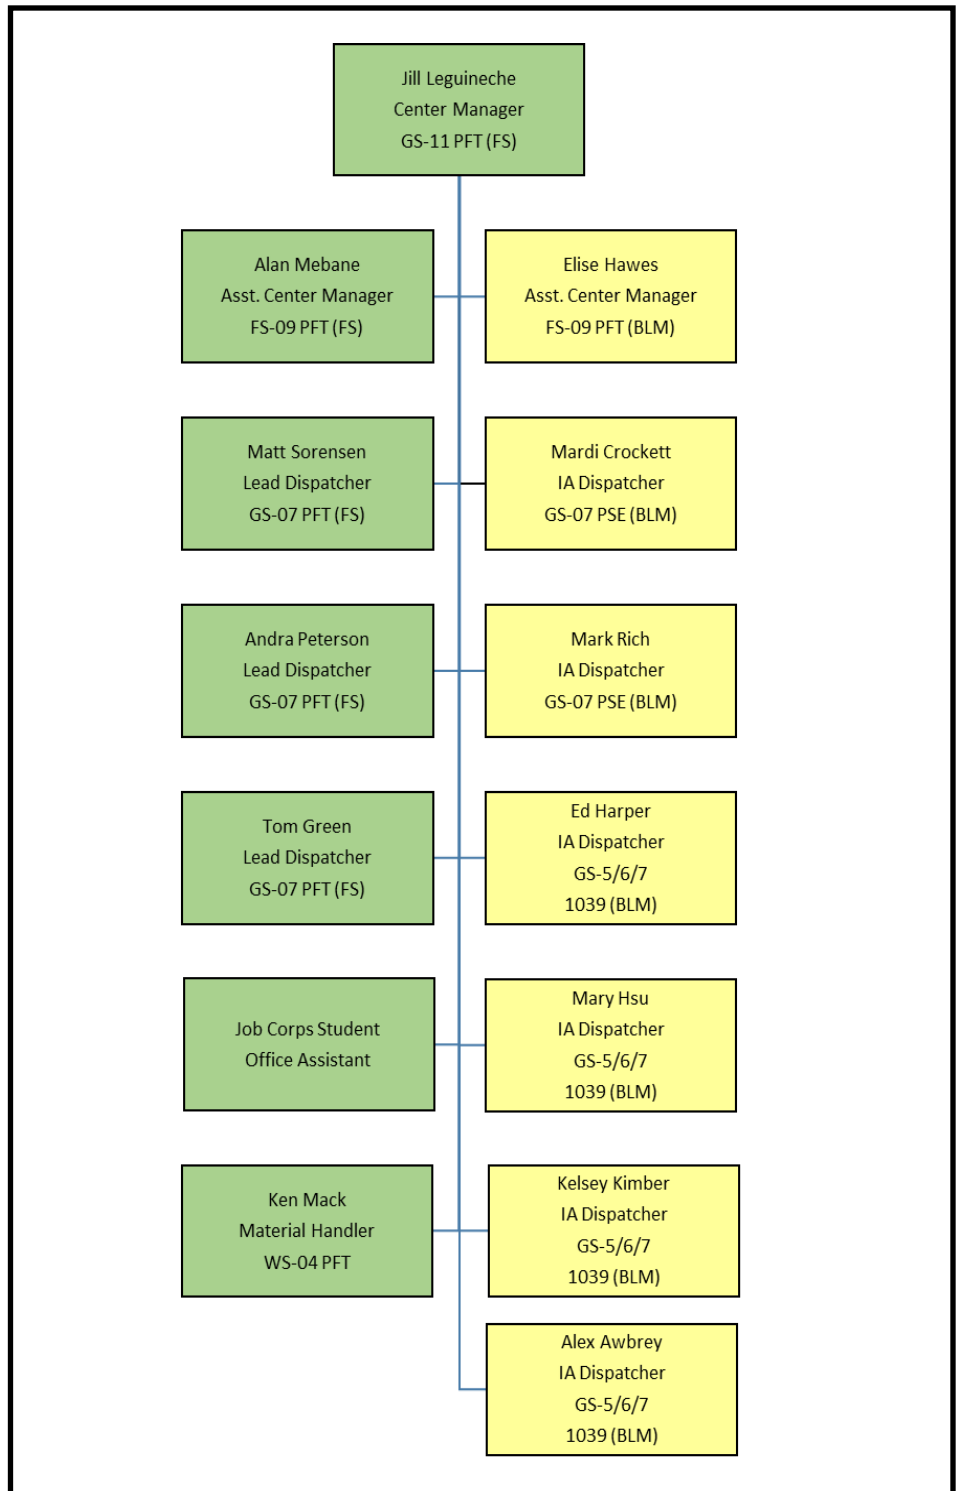 Jill Leguineche
Center Manager
GS-11 PFT (FS)
Alan Mebane
Asst. Center Manager
FS-09 PFT (FS)
Elise Hawes
Asst. Center Manager
FS-09 PFT (BLM)
Matt Sorensen
Lead Dispatcher
GS-07 PFT (FS)
Mardi Crockett
IA Dispatcher
GS-07 PSE (BLM)
Andra Peterson
Lead Dispatcher
GS-07 PFT (FS)
Mark Rich
IA Dispatcher
GS-07 PSE (BLM)
Tom Green
Lead Dispatcher
GS-07 PFT (FS)
Ed Harper
IA Dispatcher
GS-5/6/7
1039 (BLM)
Job Corps Student
Office Assistant
Mary Hsu
IA Dispatcher
GS-5/6/7
1039 (BLM)
Ken Mack
Material Handler
WS-04 PFT
Kelsey Kimber
IA Dispatcher
GS-5/6/7
1039 (BLM)
Alex Awbrey
IA Dispatcher
GS-5/6/7
1039 (BLM)